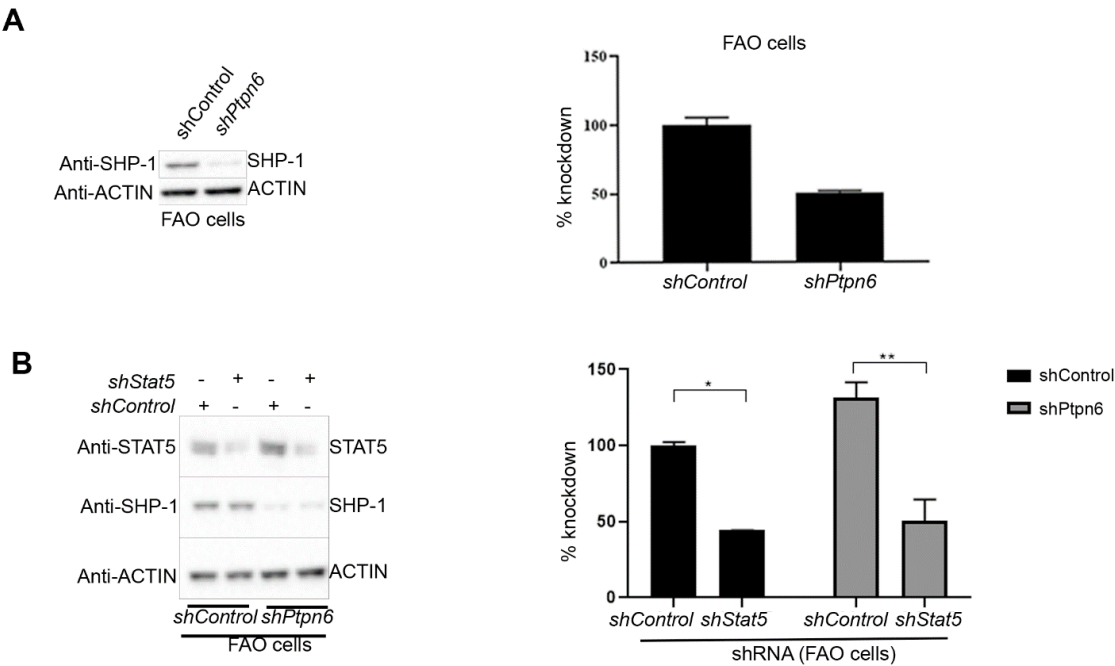 A
shControl
shPtpn6
Anti-SHP-1
SHP-1
Anti-ACTIN
ACTIN
FAO cells
FAO cells
% knockdown
150
100
50
0
shControl
shPtpn6
B
shStat5 - + - +
shControl + - + -
Anti-STAT5
STAT5
Anti-SHP-1
SHP-1
Anti-ACTIN
ACTIN
shControl shPtpn6
FAO cells
% knockdown
150
100
50
0
*
**
shControl
shPtpn6
shControl shStat5 shControl shStat5
shRNA (FAO cells)